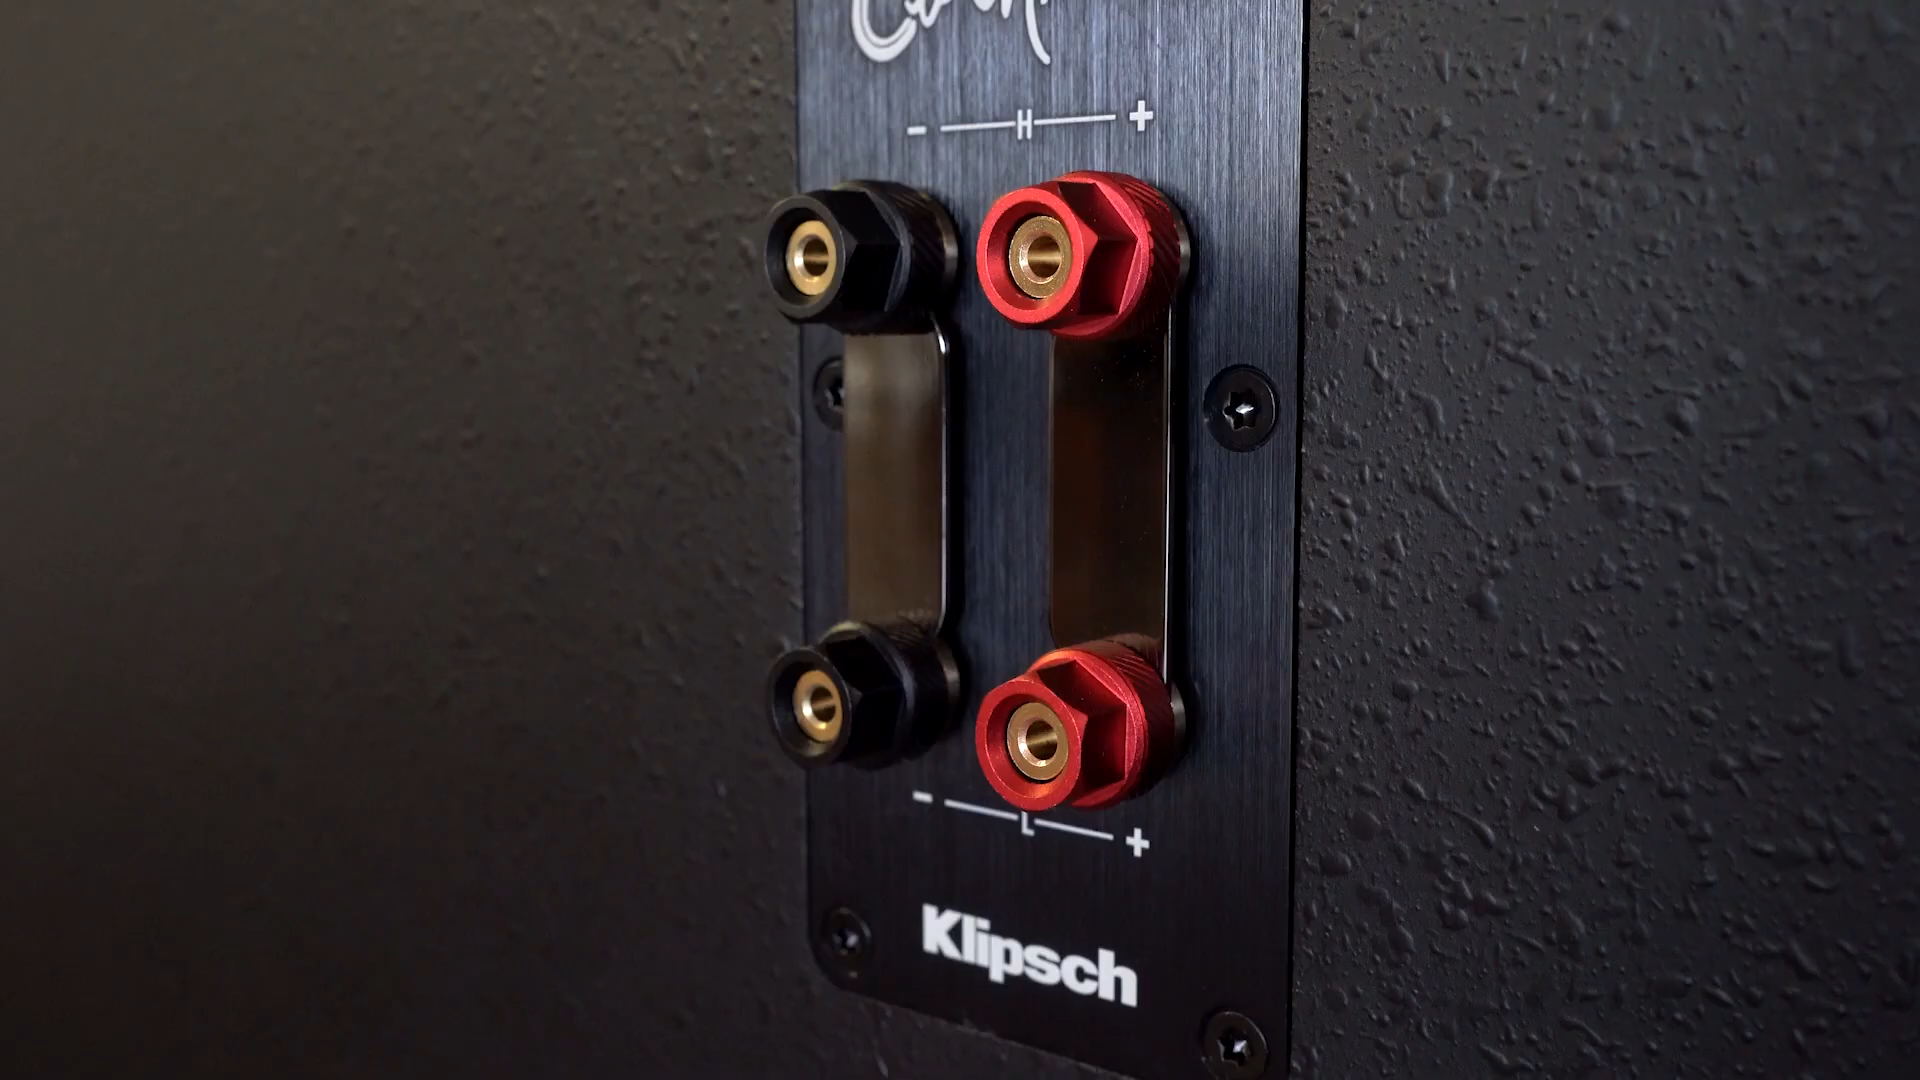 - H +
- L +
Klipsch